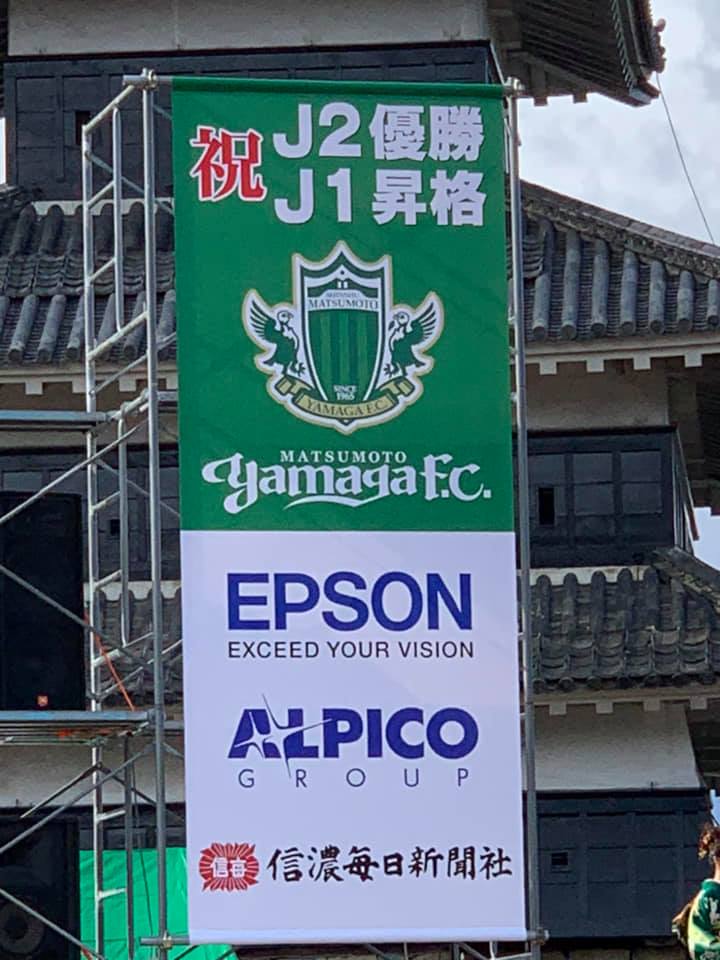 祝
J2優勝
J1昇格
SHINSHU
MATSUMOTO
SINCE
1965
YAMAGA F.C.
MATSUMOTO
yamaga F.C.
EPSON
EXCEED YOUR VISION
ALPICO
GROUP
信毎 信濃毎日新聞社